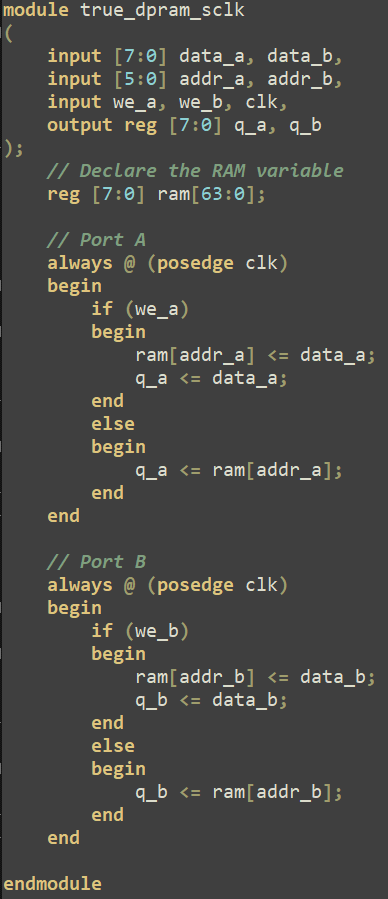 module true_dpram_sclk
(
    input [7:0] data_a, data_b,
    input [5:0] addr_a, addr_b,
    input we_a, we_b, clk,
    output reg [7:0] q_a, q_b
);
    // Declare the RAM variable
    reg [7:0] ram[63:0];

    // Port A
    always @ (posedge clk)
    begin
        if (we_a)
        begin
            ram[addr_a] <= data_a;
            q_a <= data_a;
        end
        else
        begin
            q_a <= ram[addr_a];
        end
    end

    // Port B
    always @ (posedge clk)
    begin
        if (we_b)
        begin
            ram[addr_b] <= data_b;
            q_b <= data_b;
        end
        else
        begin
            q_b <= ram[addr_b];
        end
    end

endmodule